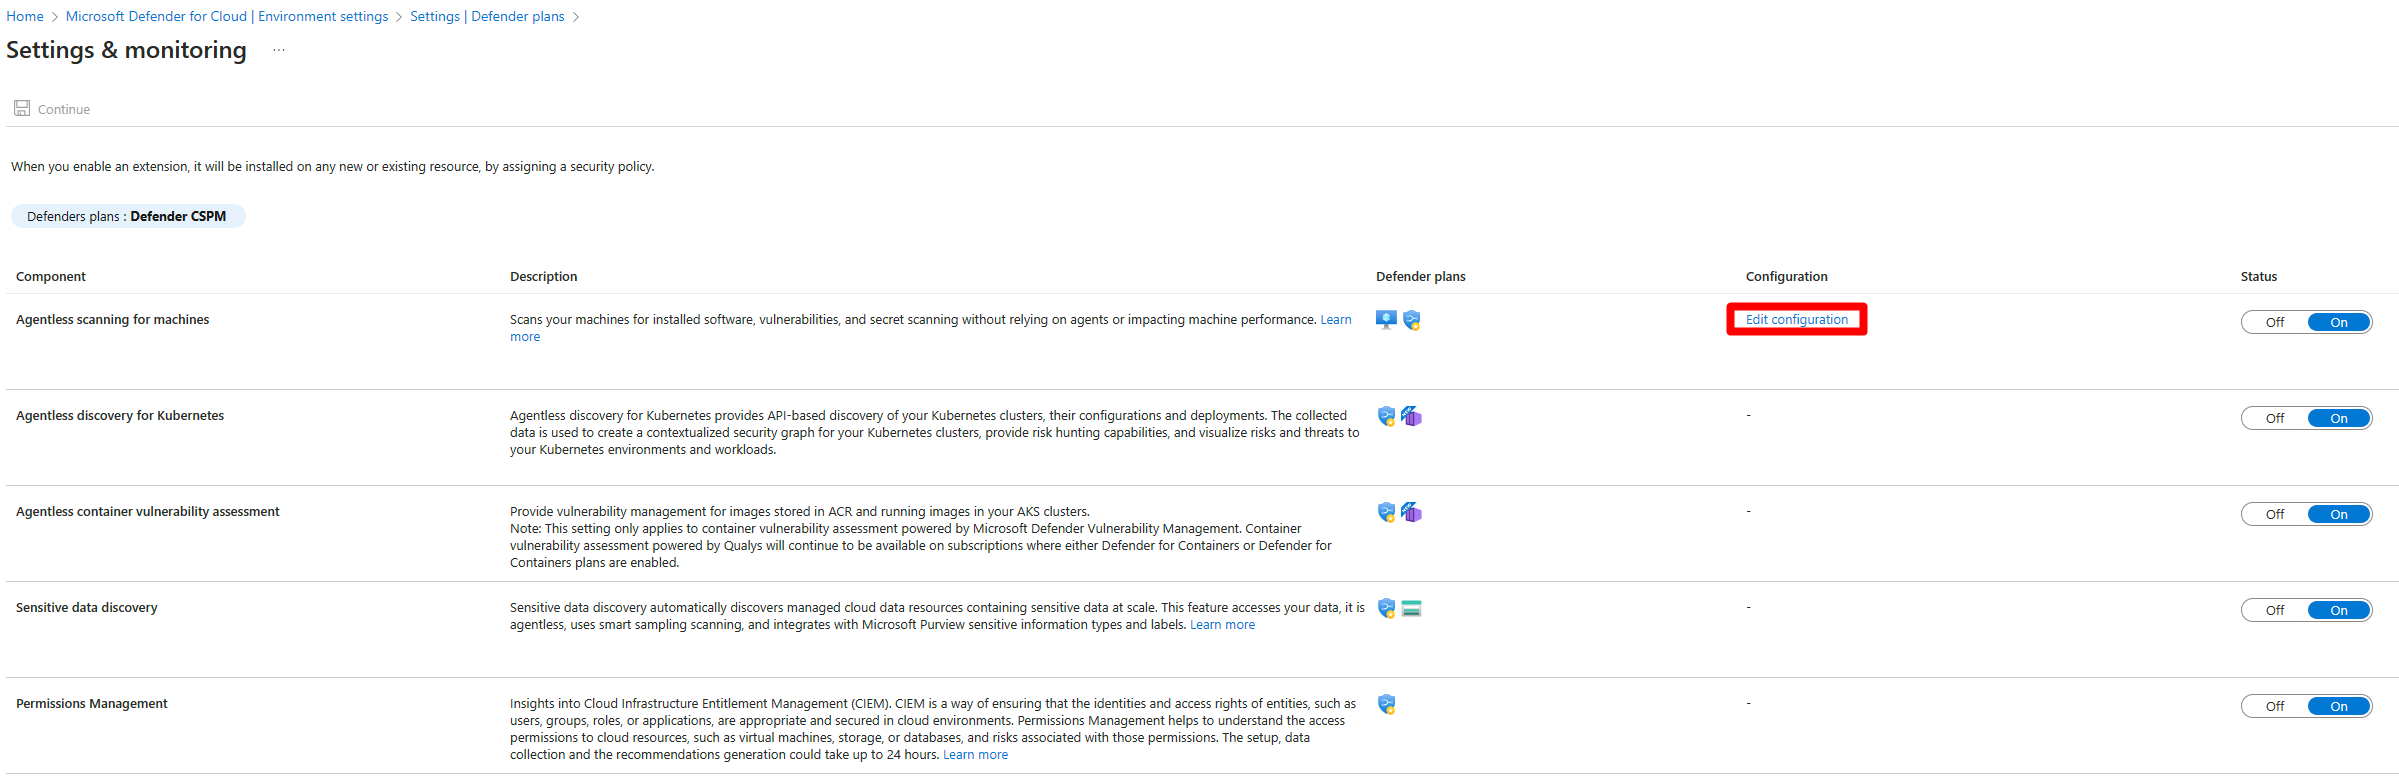 Home > Microsoft Defender for Cloud | Environment settings > Settings | Defender plans >
Settings & monitoring ...
Continue
When you enable an extension, it will be installed on any new or existing resource, by assigning a security policy.
Defenders plans : Defender CSPM
Component Description Defender plans Configuration Status
Agentless scanning for machines Scans your machines for installed software, vulnerabilities, and secret scanning without relying on agents or impacting machine performance. Learn Edit configuration Off On
more
Agentless discovery for Kubernetes Agentless discovery for Kubernetes provides API-based discovery of your Kubernetes clusters, their configurations and deployments. The collected - Off On
data is used to create a contextualized security graph for your Kubernetes clusters, provide risk hunting capabilities, and visualize risks and threats to
your Kubernetes environments and workloads.
Agentless container vulnerability assessment Provide vulnerability management for images stored in ACR and running images in your AKS clusters. - Off On
Note: This setting only applies to container vulnerability assessment powered by Microsoft Defender Vulnerability Management. Container
vulnerability assessment powered by Qualys will continue to be available on subscriptions where either Defender for Containers or Defender for
Containers plans are enabled.
Sensitive data discovery Sensitive data discovery automatically discovers managed cloud data resources containing sensitive data at scale. This feature accesses your data, it is - Off On
agentless, uses smart sampling scanning, and integrates with Microsoft Purview sensitive information types and labels. Learn more
Permissions Management Insights into Cloud Infrastructure Entitlement Management (CIEM). CIEM is a way of ensuring that the identities and access rights of entities, such as - Off On
users, groups, roles, or applications, are appropriate and secured in cloud environments. Permissions Management helps to understand the access
permissions to cloud resources, such as virtual machines, storage, or databases, and risks associated with those permissions. The setup, data
collection and the recommendations generation could take up to 24 hours. Learn more